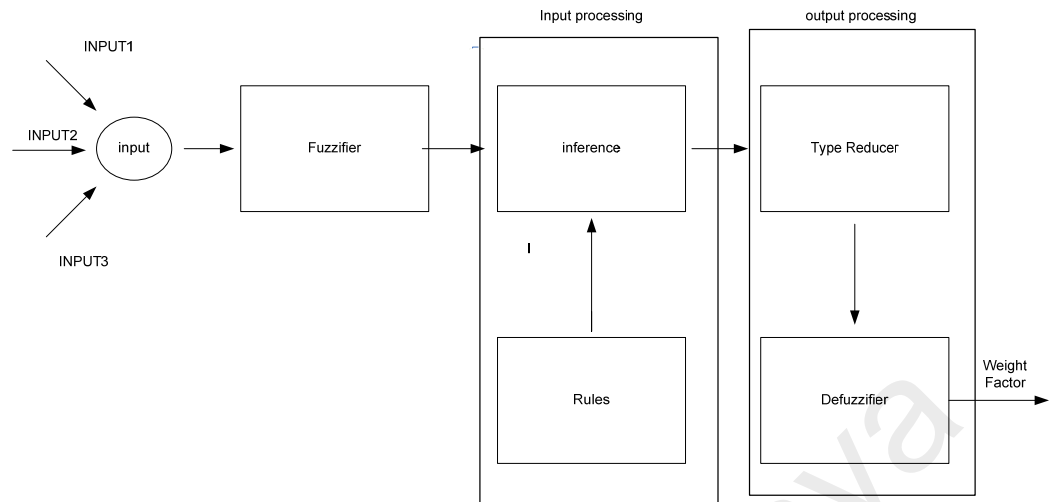 Input processing
output processing
INPUT1
INPUT2
input
Fuzzifier
inference
Type Reducer
INPUT3
I
Rules
Defuzzifier
Weight
Factor